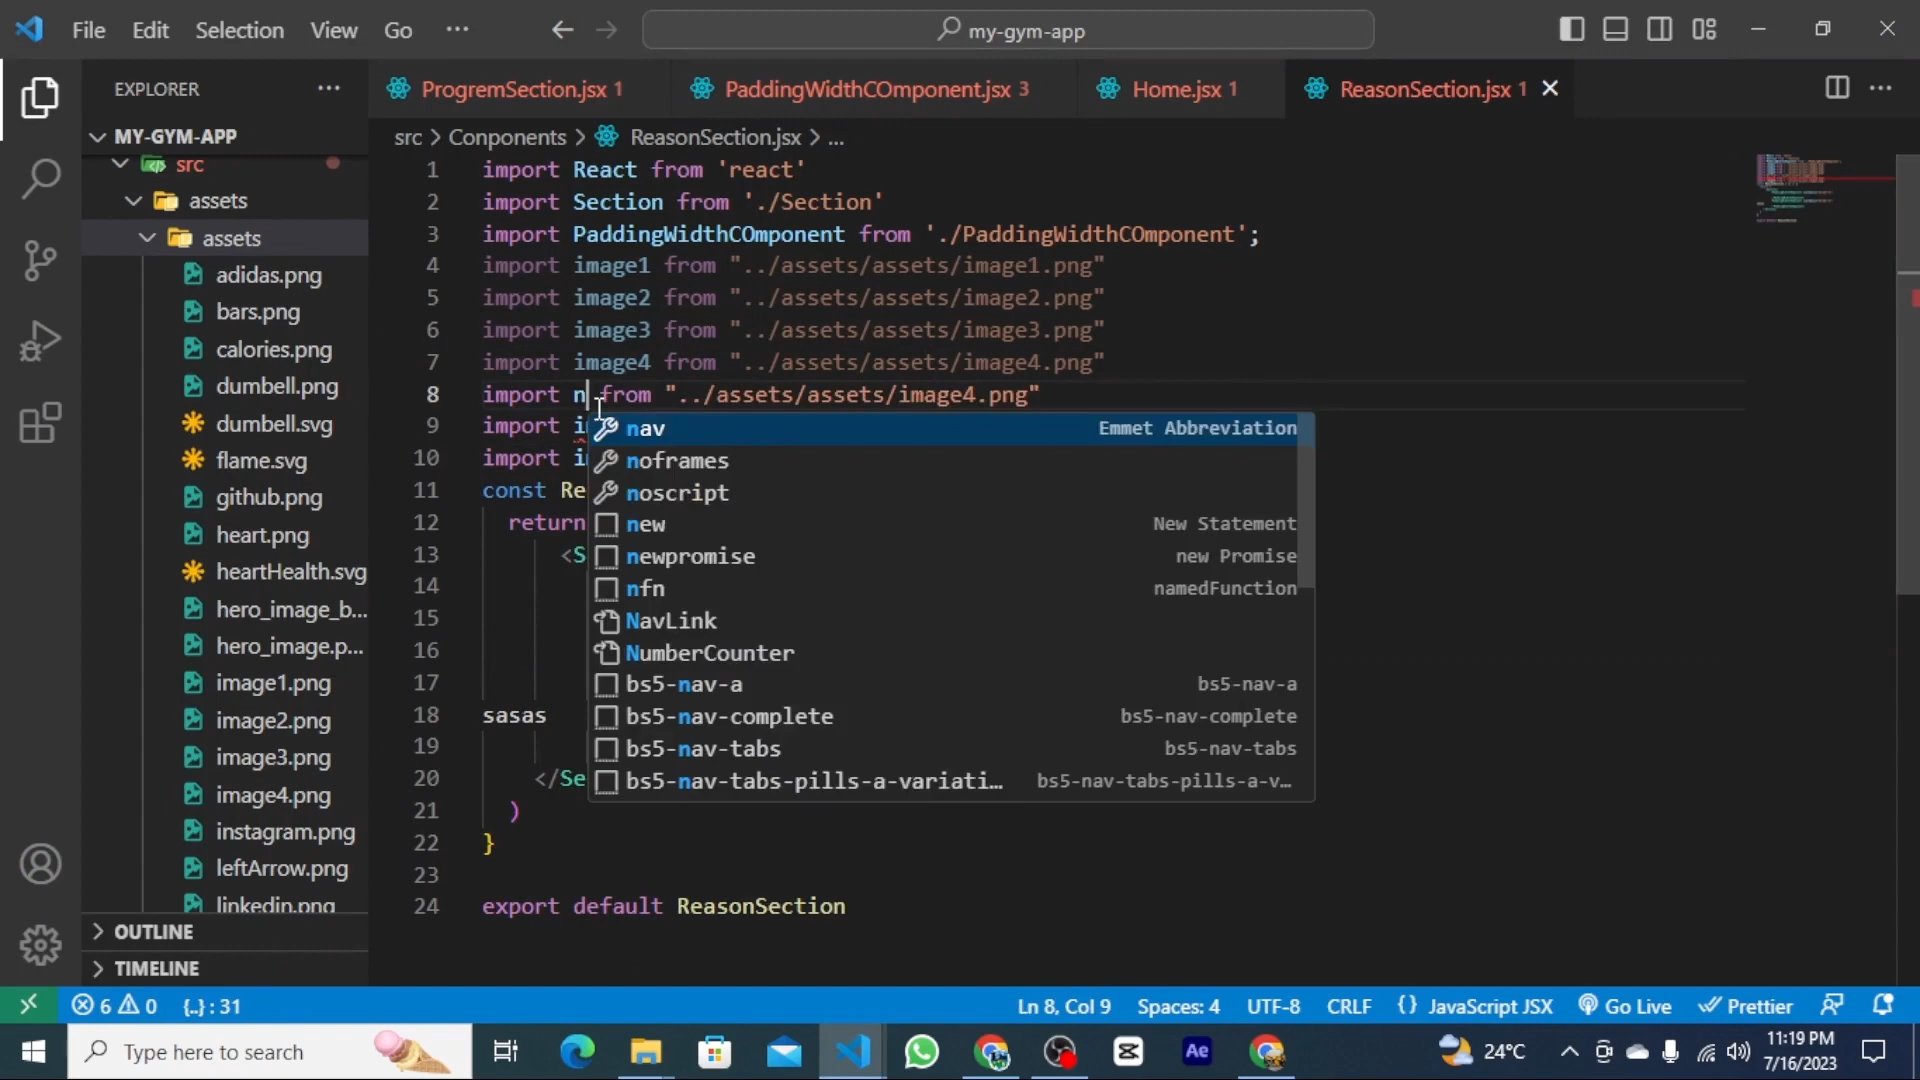 File Edit Selection View Go ···
my-gym-app
EXPLORER ···
MY-GYM-APP
src
assets
assets
adidas.png
bars.png
calories.png
dumbell.png
dumbell.svg
flame.svg
github.png
heart.png
heartHealth.svg
hero_image_b...
hero_image.p...
image1.png
image2.png
image3.png
image4.png
instagram.png
leftArrow.png
linkedin.png
OUTLINE
TIMELINE
ProgremSection.jsx 1 PaddingWidthCOmponent.jsx 3 Home.jsx 1 ReasonSection.jsx 1
src > Conponents > ReasonSection.jsx > ...
1 import React from 'react'
2 import Section from './Section'
3 import PaddingWidthCOmponent from './PaddingWidthCOmponent';
4 import image1 from "../assets/assets/image1.png"
5 import image2 from "../assets/assets/image2.png"
6 import image3 from "../assets/assets/image3.png"
7 import image4 from "../assets/assets/image4.png"
8 import n from "../assets/assets/image4.png"
9 import i
10 import i
11 const Re
12 return
13 <S
14
15
16
17
18 sasas
19
20 </Se
21 )
22 }
23
24 export default ReasonSection
nav Emmet Abbreviation
noframes
noscript
new New Statement
newpromise new Promise
nfn namedFunction
NavLink
NumberCounter
bs5-nav-a bs5-nav-a
bs5-nav-complete bs5-nav-complete
bs5-nav-tabs bs5-nav-tabs
bs5-nav-tabs-pills-a-variati... bs5-nav-tabs-pills-a-v...
6 0 {..} : 31 Ln 8, Col 9 Spaces: 4 UTF-8 CRLF {} JavaScript JSX Go Live Prettier
Type here to search Ae 24°C 11:19 PM
7/16/2023